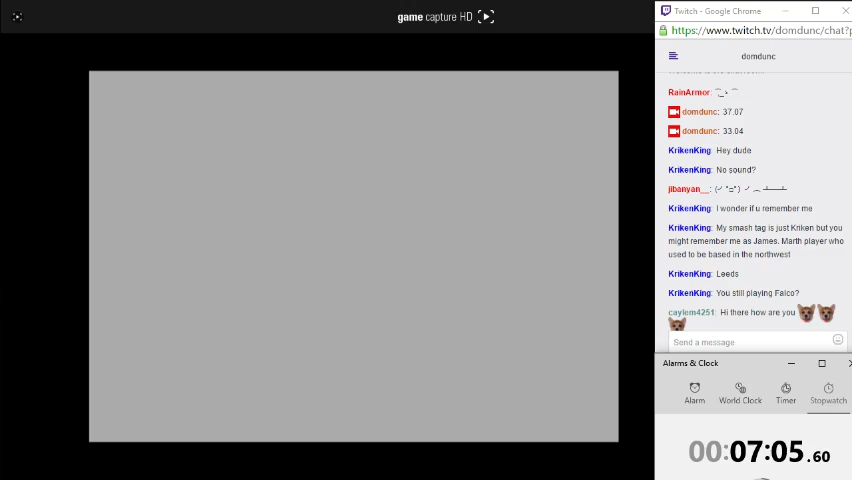 game capture HD
Twitch - Google Chrome
https://www.twitch.tv/domdunc/chat?
domdunc
RainArmor:
domdunc: 37.07
domdunc: 33.04
KrikenKing: Hey dude
KrikenKing: No sound?
jibanyan__:
KrikenKing: I wonder if u remember me
KrikenKing: My smash tag is just Kriken but you
might remember me as James. Marth player who
used to be based in the northwest
KrikenKing: Leeds
KrikenKing: You still playing Falco?
caylem4251: Hi there how are you
Send a message
Alarms & Clock
Alarm
World Clock
Timer
Stopwatch
00:07:05.60